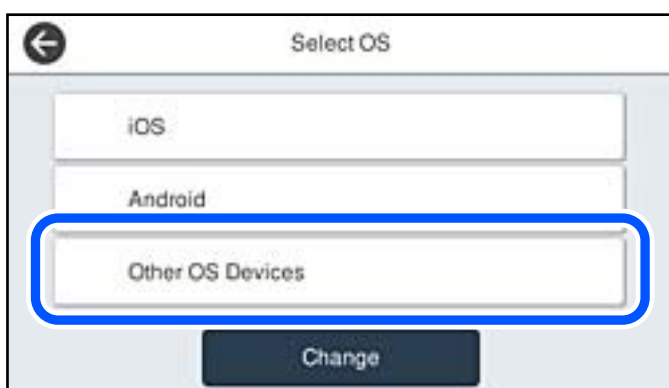 Select OS
iOS
Android
Other OS Devices
Change